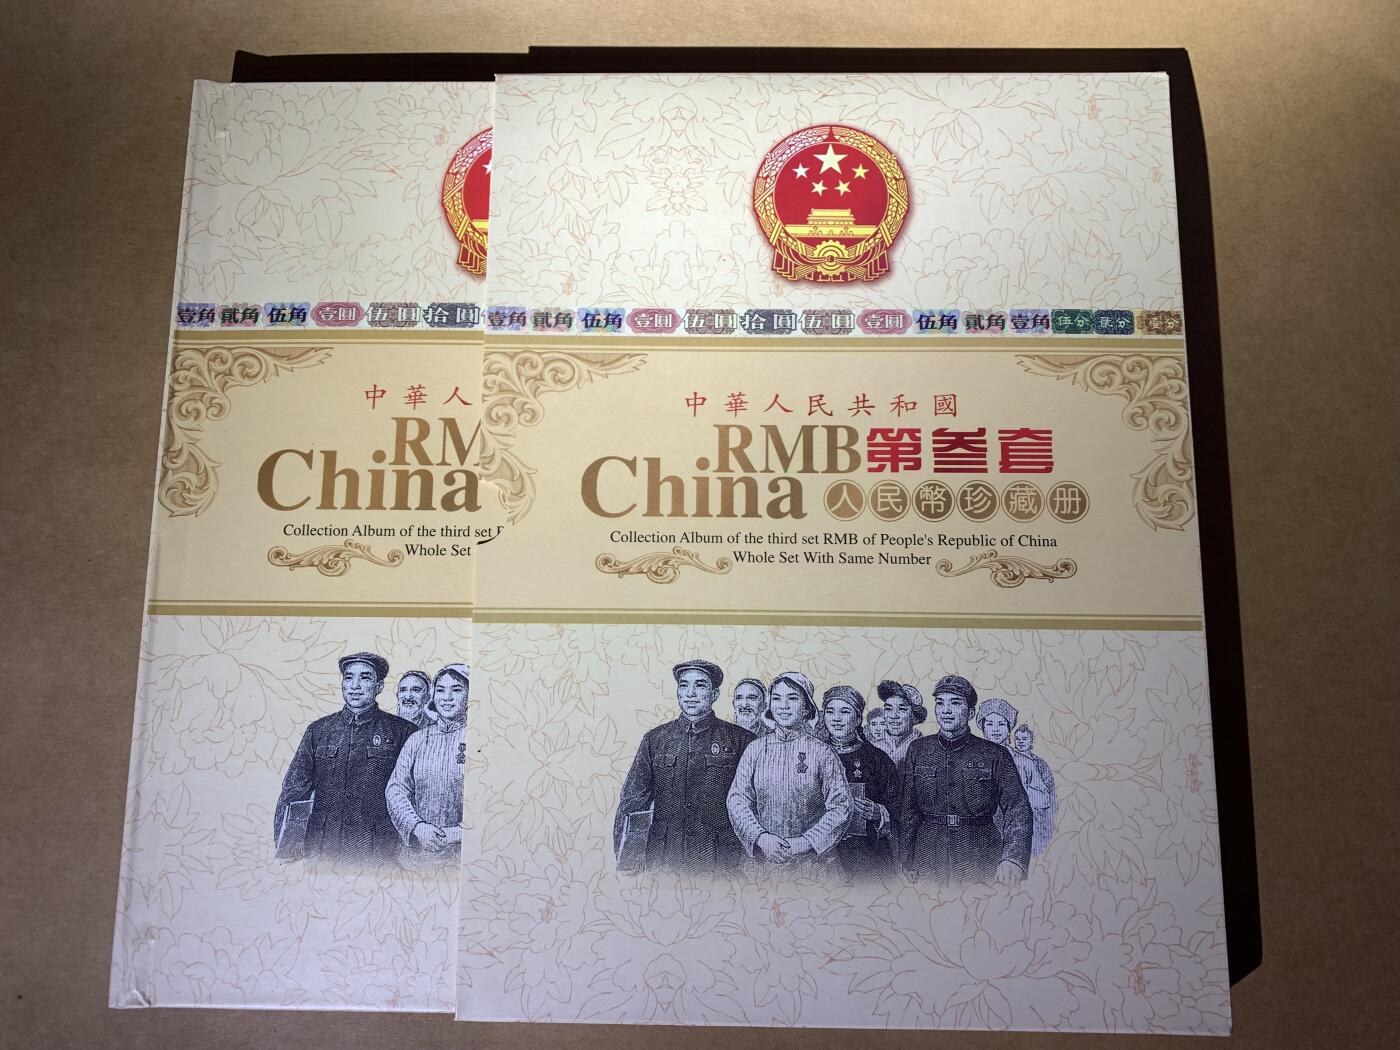 壹角 貳角 伍角 壹圓 伍圓 拾圓
中華人
RM
China
Collection Album of the third set
Whole Set
壹角 貳角 伍角 壹圓 伍圓 拾圓 伍圓 壹圓 伍角 貳角 壹角 伍分 貳分 壹分
中華人民共和國
RMB第叁套
China 人民幣珍藏册
Collection Album of the third set RMB of People's Republic of China
Whole Set With Same Number